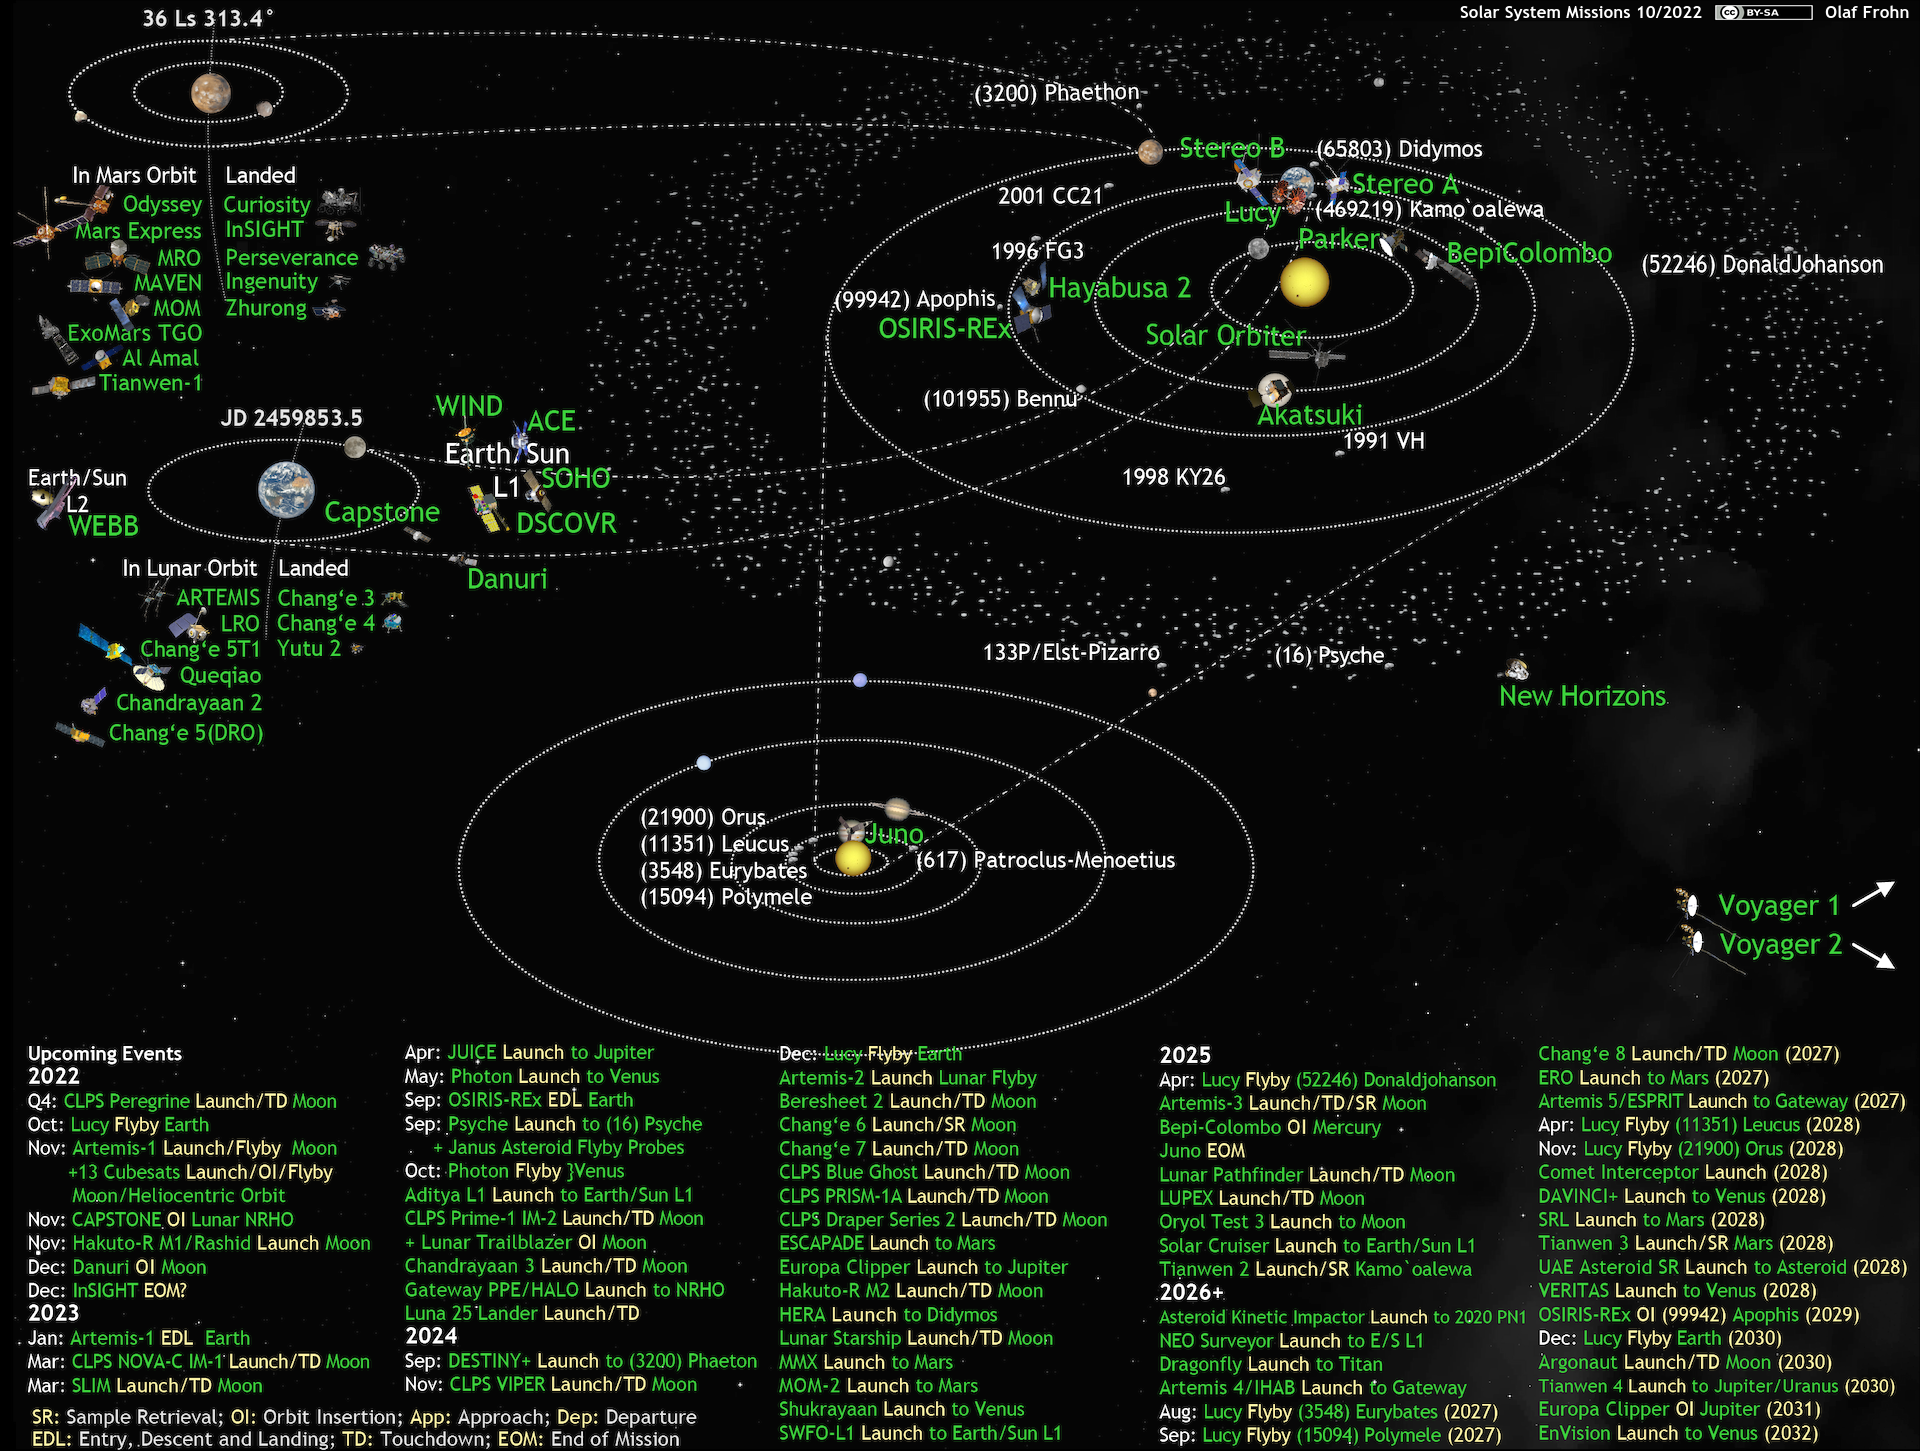 Solar System Missions 10/2022 (cc) BY-SA Olaf Frohn
36 Ls 313.4°
(3200) Phaethon
Stereo B
(65803) Didymos
Stereo A
2001 CC21
Lucy
(469219) Kamo`oalewa
Parker
1996 FG3
BepiColombo
(52246) DonaldJohanson
Hayabusa 2
(99942) Apophis
OSIRIS-REx
Solar Orbiter
(101955) Bennu
Akatsuki
1991 VH
1998 KY26
In Mars Orbit
Odyssey
Mars Express
MRO
MAVEN
MOM
ExoMars TGO
Al Amal
Tianwen-1
Landed
Curiosity
InSIGHT
Perseverance
Ingenuity
Zhurong
JD 2459853.5
WIND
ACE
Earth/Sun
L1
SOHO
DSCOVR
Earth/Sun
L2
WEBB
Capstone
Danuri
In Lunar Orbit
ARTEMIS
LRO
Chang‘e 5T1
Queqiao
Chandrayaan 2
Chang‘e 5(DRO)
Landed
Chang‘e 3
Chang‘e 4
Yutu 2
133P/Elst-Pizarro
(16) Psyche
New Horizons
(21900) Orus
(11351) Leucus
(3548) Eurybates
(15094) Polymele
Juno
(617) Patroclus-Menoetius
Voyager 1
Voyager 2
Upcoming Events
2022
Q4: CLPS Peregrine Launch/TD Moon
Oct: Lucy Flyby Earth
Nov: Artemis-1 Launch/Flyby Moon
+13 Cubesats Launch/OI/Flyby
Moon/Heliocentric Orbit
Nov: CAPSTONE OI Lunar NRHO
Nov: Hakuto-R M1/Rashid Launch Moon
Dec: Danuri OI Moon
Dec: InSIGHT EOM?
2023
Jan: Artemis-1 EDL Earth
Mar: CLPS NOVA-C IM-1 Launch/TD Moon
Mar: SLIM Launch/TD Moon
Apr: JUICE Launch to Jupiter
May: Photon Launch to Venus
Sep: OSIRIS-REx EDL Earth
Sep: Psyche Launch to (16) Psyche
+ Janus Asteroid Flyby Probes
Oct: Photon Flyby }Venus
Aditya L1 Launch to Earth/Sun L1
CLPS Prime-1 IM-2 Launch/TD Moon
+ Lunar Trailblazer OI Moon
Chandrayaan 3 Launch/TD Moon
Gateway PPE/HALO Launch to NRHO
Luna 25 Lander Launch/TD
2024
Sep: DESTINY+ Launch to (3200) Phaeton
Nov: CLPS VIPER Launch/TD Moon
Dec: Lucy Flyby Earth
Artemis-2 Launch Lunar Flyby
Beresheet 2 Launch/TD Moon
Chang‘e 6 Launch/SR Moon
Chang‘e 7 Launch/TD Moon
CLPS Blue Ghost Launch/TD Moon
CLPS PRISM-1A Launch/TD Moon
CLPS Draper Series 2 Launch/TD Moon
ESCAPADE Launch to Mars
Europa Clipper Launch to Jupiter
Hakuto-R M2 Launch/TD Moon
HERA Launch to Didymos
Lunar Starship Launch/TD Moon
MMX Launch to Mars
MOM-2 Launch to Mars
Shukrayaan Launch to Venus
SWFO-L1 Launch to Earth/Sun L1
2025
Apr: Lucy Flyby (52246) Donaldjohanson
Artemis-3 Launch/TD/SR Moon
Bepi-Colombo OI Mercury
Juno EOM
Lunar Pathfinder Launch/TD Moon
LUPEX Launch/TD Moon
Oryol Test 3 Launch to Moon
Solar Cruiser Launch to Earth/Sun L1
Tianwen 2 Launch/SR Kamo`oalewa
2026+
Asteroid Kinetic Impactor Launch to 2020 PN1
NEO Surveyor Launch to E/S L1
Dragonfly Launch to Titan
Artemis 4/IHAB Launch to Gateway
Aug: Lucy Flyby (3548) Eurybates (2027)
Sep: Lucy Flyby (15094) Polymele (2027)
Chang‘e 8 Launch/TD Moon (2027)
ERO Launch to Mars (2027)
Artemis 5/ESPRIT Launch to Gateway (2027)
Apr: Lucy Flyby (11351) Leucus (2028)
Nov: Lucy Flyby (21900) Orus (2028)
Comet Interceptor Launch (2028)
DAVINCI+ Launch to Venus (2028)
SRL Launch to Mars (2028)
Tianwen 3 Launch/SR Mars (2028)
UAE Asteroid SR Launch to Asteroid (2028)
VERITAS Launch to Venus (2028)
OSIRIS-REx OI (99942) Apophis (2029)
Dec: Lucy Flyby Earth (2030)
Argonaut Launch/TD Moon (2030)
Tianwen 4 Launch to Jupiter/Uranus (2030)
Europa Clipper OI Jupiter (2031)
EnVision Launch to Venus (2032)
SR: Sample Retrieval; OI: Orbit Insertion; App: Approach; Dep: Departure
EDL: Entry, Descent and Landing; TD: Touchdown; EOM: End of Mission